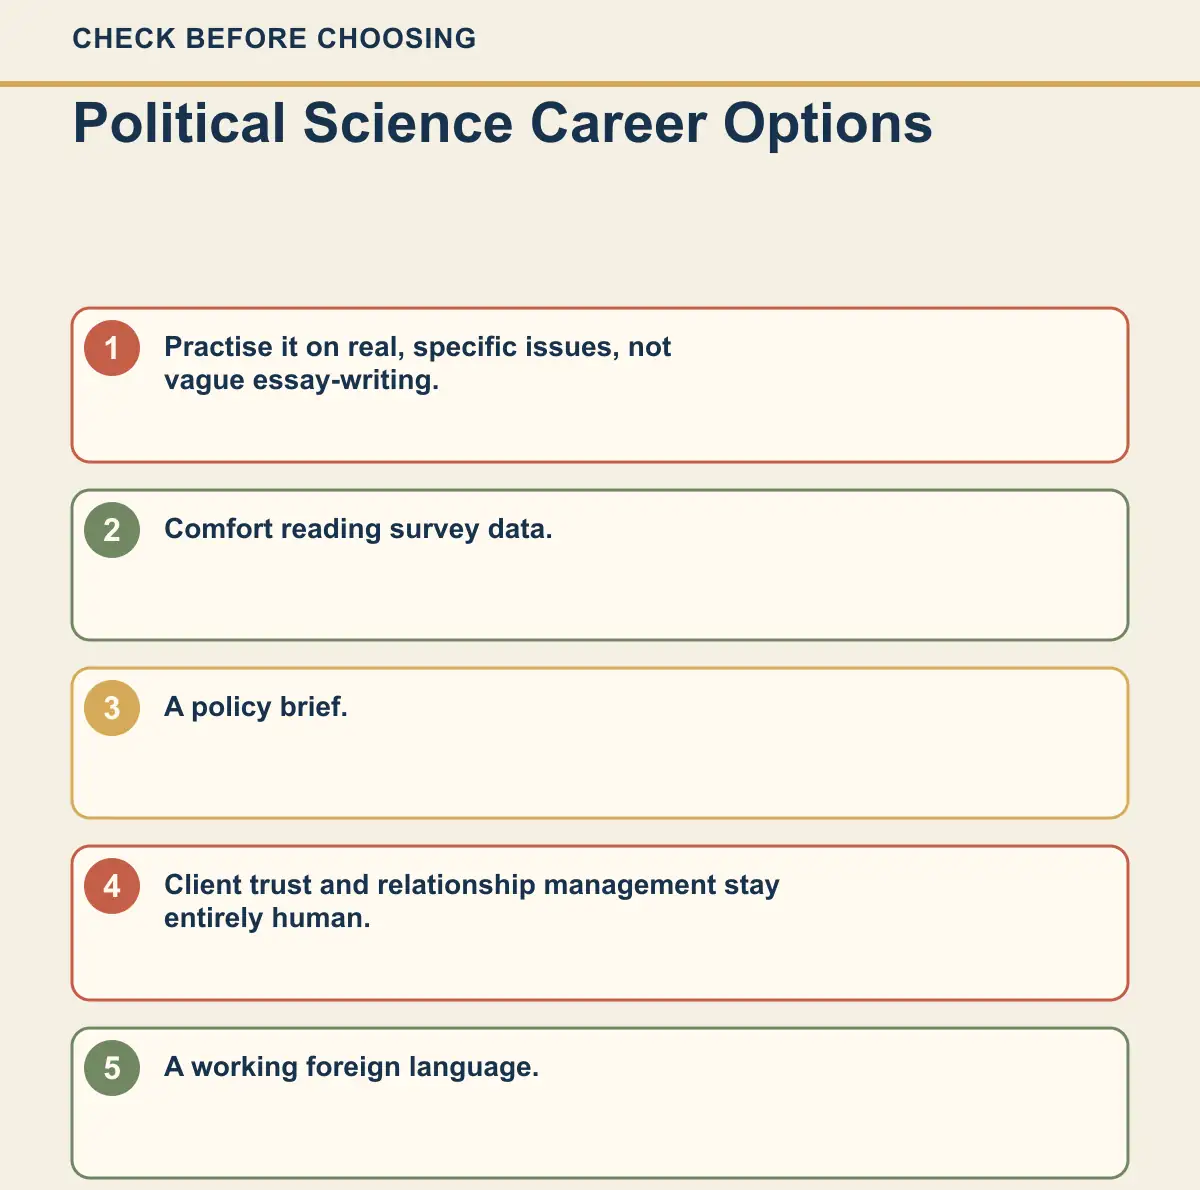 CHECK BEFORE CHOOSING
Political Science Career Options
1
Practise it on real, specific issues, not
vague essay-writing.
2
Comfort reading survey data.
3
A policy brief.
4
Client trust and relationship management stay
entirely human.
5
A working foreign language.